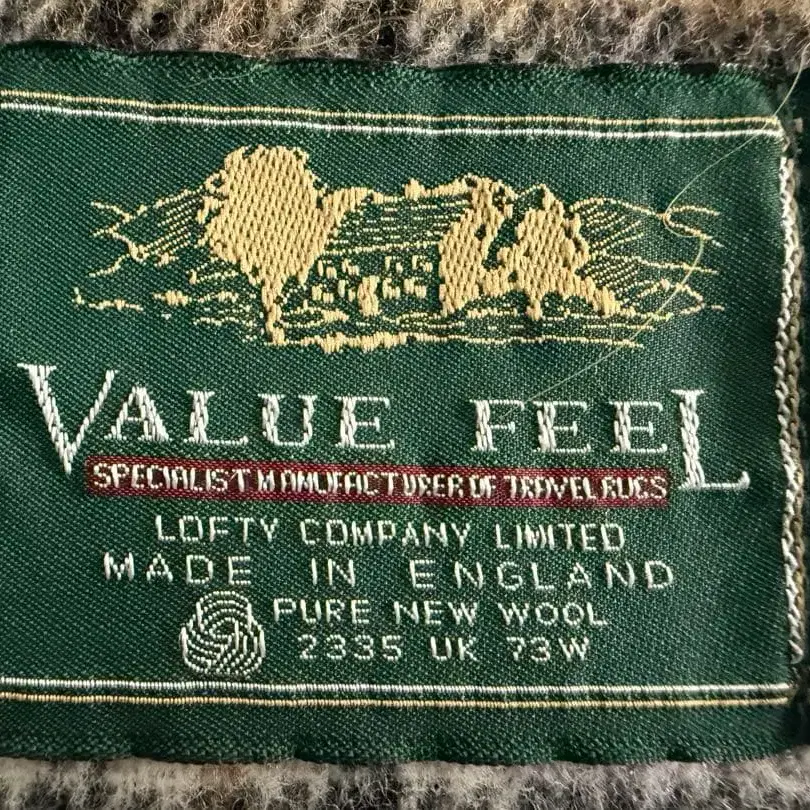 VALUE FEEL
SPECIALIST MANUFACTURER OF TRAVEL RUGS
LOFTY COMPANY LIMITED
MADE IN ENGLAND
PURE NEW WOOL
2335 UK 73W